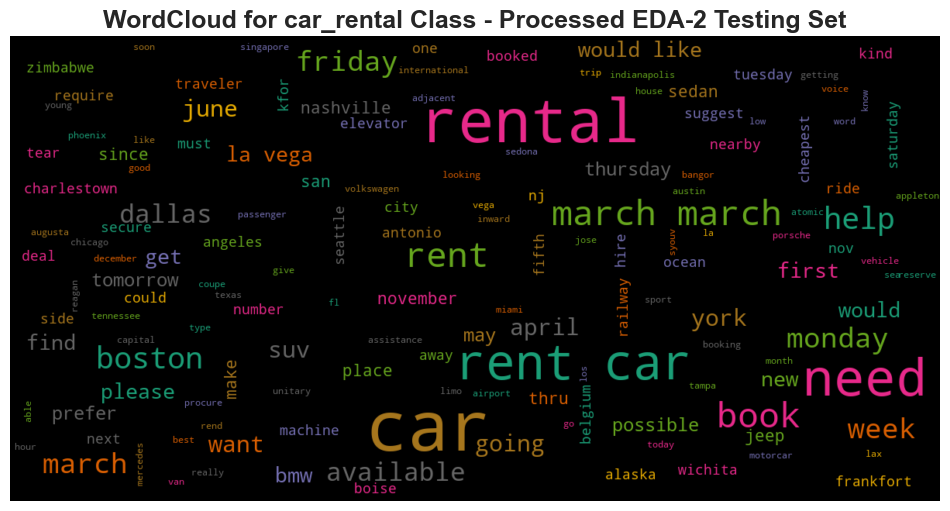 WordCloud for car_rental Class - Processed EDA-2 Testing Set
soon singapore one would like kind
zimbabwe friday international booked
trip indianapolis tuesday getting
traveler house sedan voice
require june kfor nashville adjacent rental suggest low word know
young elevator
phoenix must like nearby cheapest saturday
tear since la vega sedona
good looking thursday bangor
charlestown san volkswagen nj austin ride appleton
dallas passenger city vega march march atomic help
augusta secure antonio inward la porsche
chicago angeles seattle rent fifth jose syouv hire nov
deal december get ocean first vehicle
reagan tomorrow coupe give sea reserve
could texas number fl november railway sport
side tennessee miami york would
find capital type suv assistance may april booking monday
boston place away rent car month
please make unitary limo airport los tampa new need
able prefer procure thru belgium book
hour next rend machine go possible jeep week
mercedes best want going today
march really bmw available motorcar lax
van boise alaska wichita frankfort